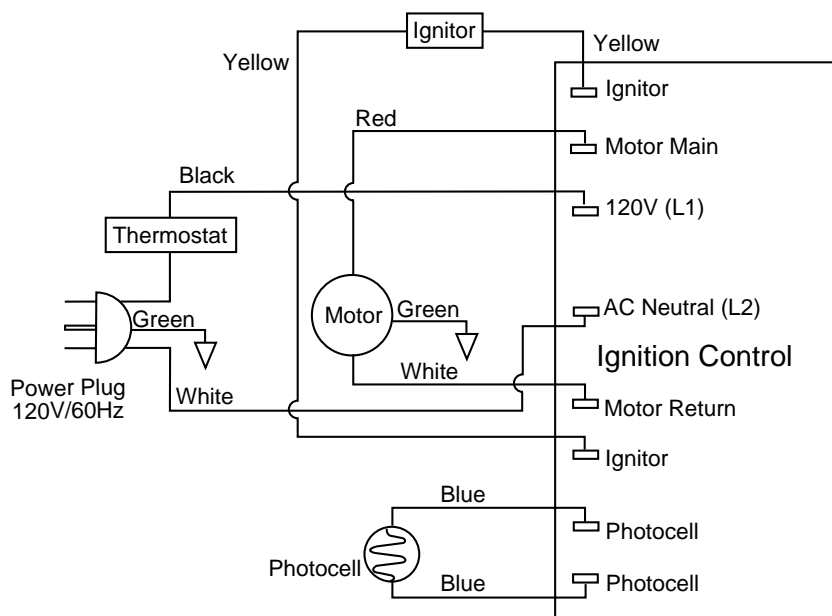 Ignitor
Yellow
Yellow
Ignitor
Red
Motor Main
Black
120V (L1)
Thermostat
AC Neutral (L2)
Green
Motor
Green
Ignition Control
White
Power Plug
120V/60Hz
White
Motor Return
Ignitor
Blue
Photocell
Photocell
Blue
Photocell